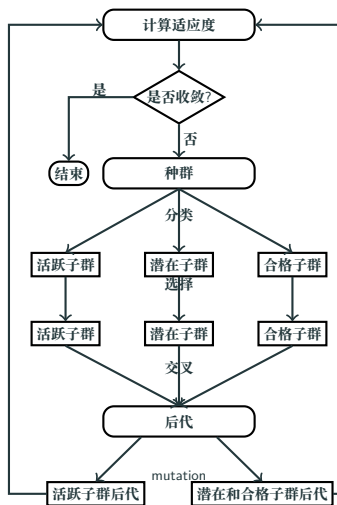 计算适应度
是否收敛?
是
否
结束
种群
分类
活跃子群 潜在子群 合格子群
选择
活跃子群 潜在子群 合格子群
交叉
后代
mutation
活跃子群后代 潜在和合格子群后代